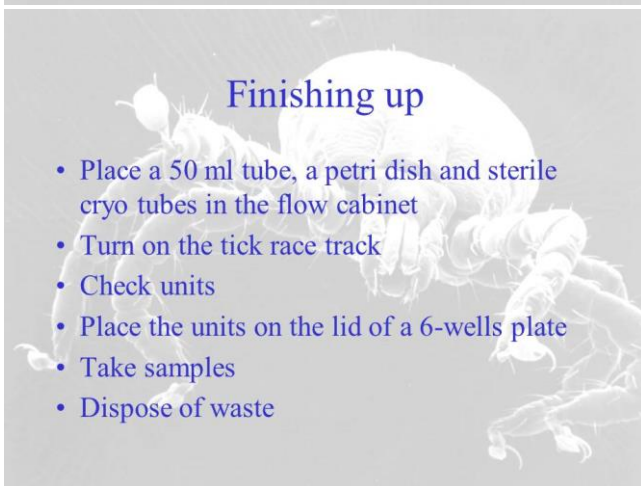 Finishing up
• Place a 50 ml tube, a petri dish and sterile
cryo tubes in the flow cabinet
• Turn on the tick race track
• Check units
• Place the units on the lid of a 6-wells plate
• Take samples
• Dispose of waste